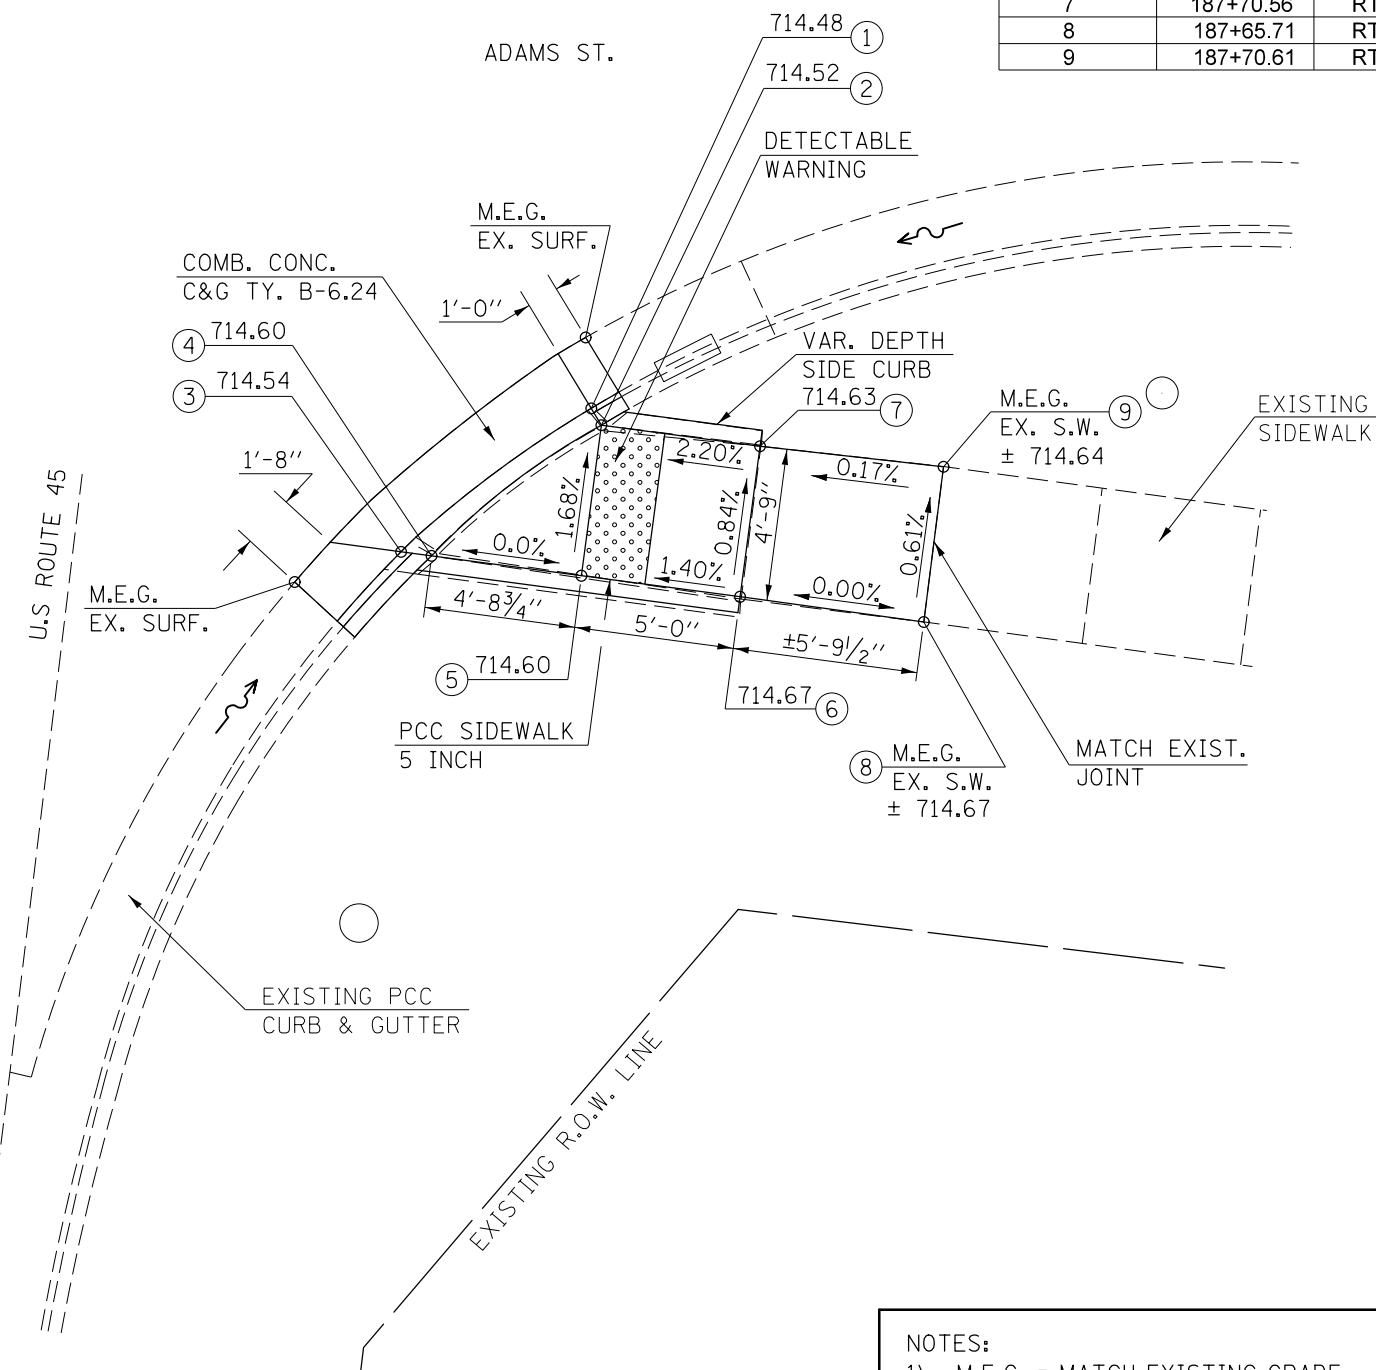 7 187+70.56 RT
8 187+65.71 RT
9 187+70.61 RT
ADAMS ST.
714.48 1
714.52 2
DETECTABLE
WARNING
M.E.G.
EX. SURF.
COMB. CONC.
C&G TY. B-6.24
1'-0"
4 714.60
3 714.54
VAR. DEPTH
SIDE CURB
714.63 7
M.E.G. 9
EX. S.W.
± 714.64
EXISTING
SIDEWALK
1'-8"
2.20%
0.17%
1.68%
0.84%
4'-9"
0.61%
0.0%
1.40%
0.00%
U.S ROUTE 45
M.E.G.
EX. SURF.
4'-8¾"
5'-0"
±5'-9½"
5 714.60
714.67 6
PCC SIDEWALK
5 INCH
8 M.E.G.
EX. S.W.
± 714.67
MATCH EXIST.
JOINT
EXISTING PCC
CURB & GUTTER
EXISTING R.O.W. LINE
NOTES:
1) M.E.G. = MATCH EXISTING GRADE